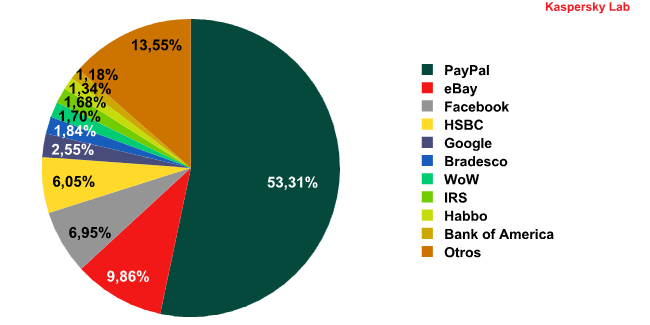 Kaspersky Lab
13,55%
1,18%
1,34%
1,68%
1,70%
1,84%
2,55%
6,05%
6,95%
9,86%
53,31%
PayPal
eBay
Facebook
HSBC
Google
Bradesco
WoW
IRS
Habbo
Bank of America
Otros